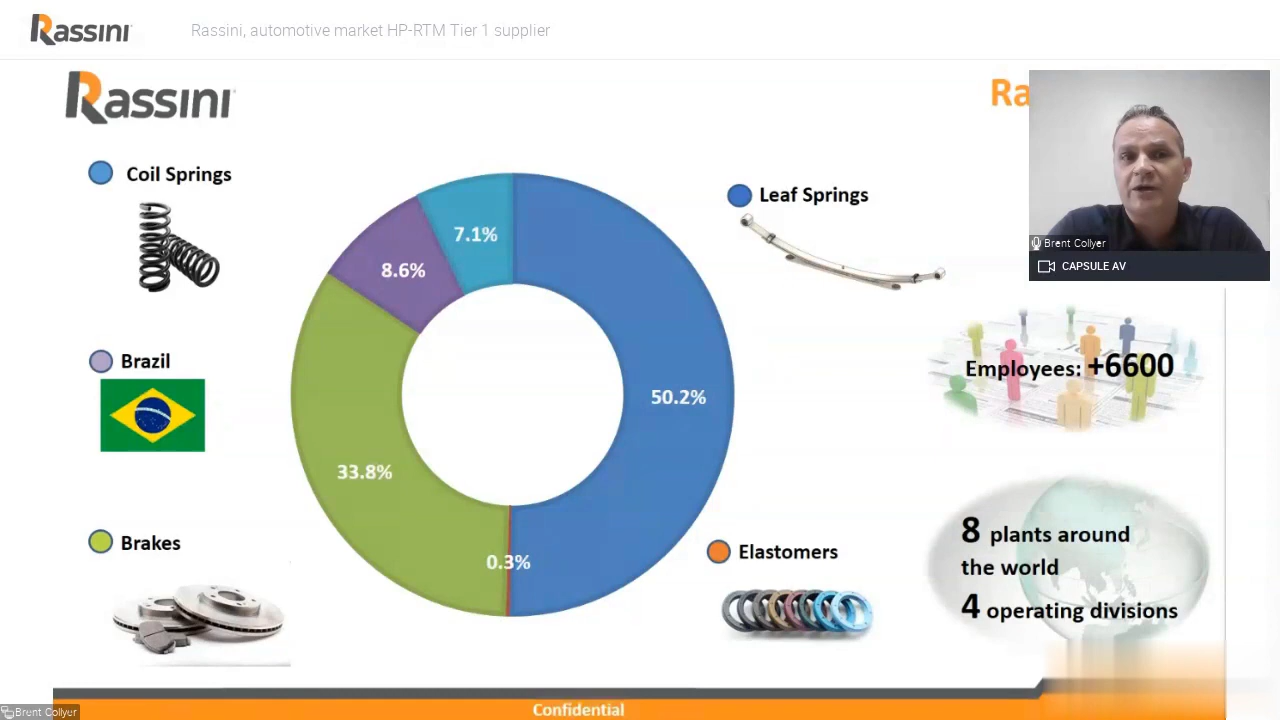 Rassini
Rassini, automotive market HP-RTM Tier 1 supplier
Rassini
Ra
Coil Springs
Leaf Springs
Brent Collyer
CAPSULE AV
7.1%
8.6%
Brazil
Employees: +6600
50.2%
33.8%
Brakes
0.3%
Elastomers
8 plants around
the world
4 operating divisions
Confidential
Brent Collyer